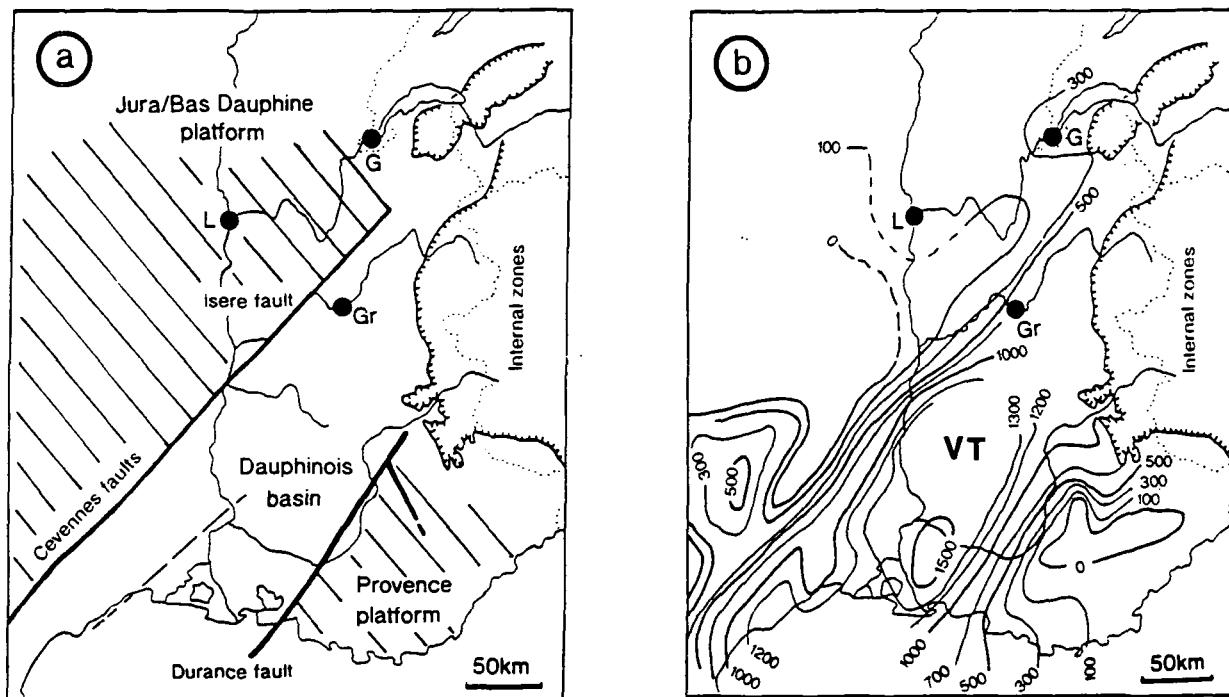 a
Jura/Bas Dauphine
platform
G
L
Isere fault
Gr
Internal zones
Cevennes faults
Dauphinois
basin
Provence
platform
Durance fault
50km
b
300
G
100
500
L
0
Internal zones
Gr
1000
1300
1200
VT
300
500
500
300
100
1500
0
1200
1000
1000
700
500
300
100
50km